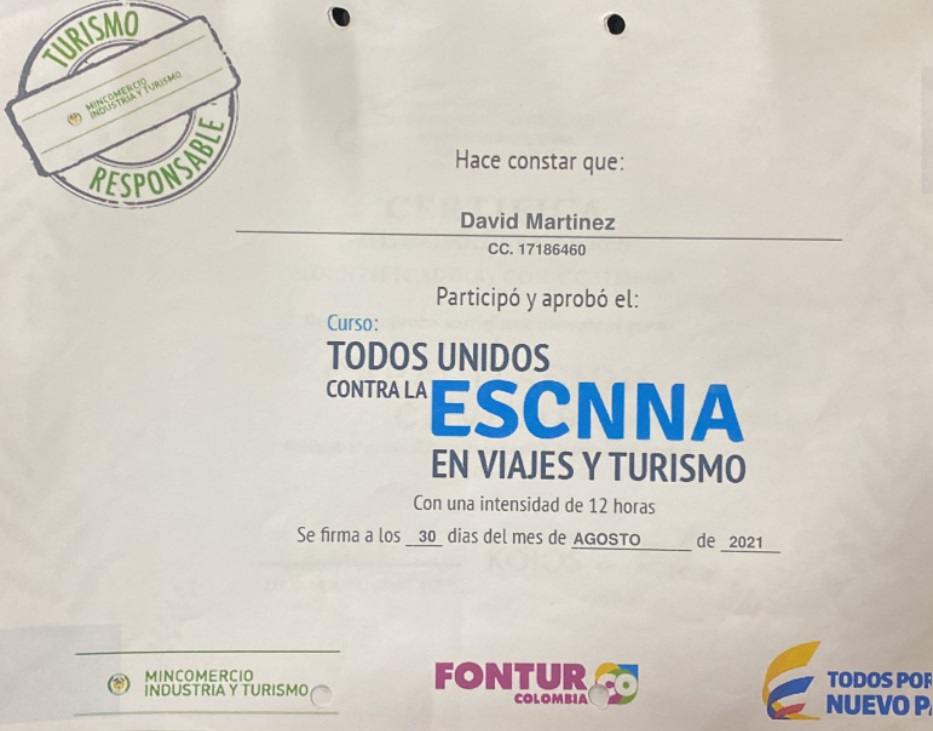 TURISMO
MINCOMERCIO
INDUSTRIA Y TURISMO
RESPONSABLE
Hace constar que:
David Martinez
CC. 17186460
Participó y aprobó el:
Curso:
TODOS UNIDOS
CONTRA LA ESCNNA
EN VIAJES Y TURISMO
Con una intensidad de 12 horas
Se firma a los 30 dias del mes de AGOSTO de 2021
MINCOMERCIO
INDUSTRIA Y TURISMO
FONTUR CO
COLOMBIA
TODOS POR
NUEVO P